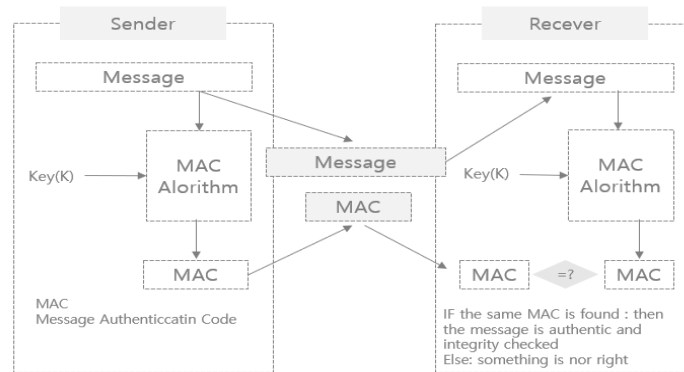 Sender
Message
Key(K)
MAC
Alorithm
MAC
MAC
Message Authenticcatin Code
Message
MAC
Recever
Message
Key(K)
MAC
Alorithm
MAC
=?
MAC
IF the same MAC is found : then
the message is authentic and
integrity checked
Else: something is nor right